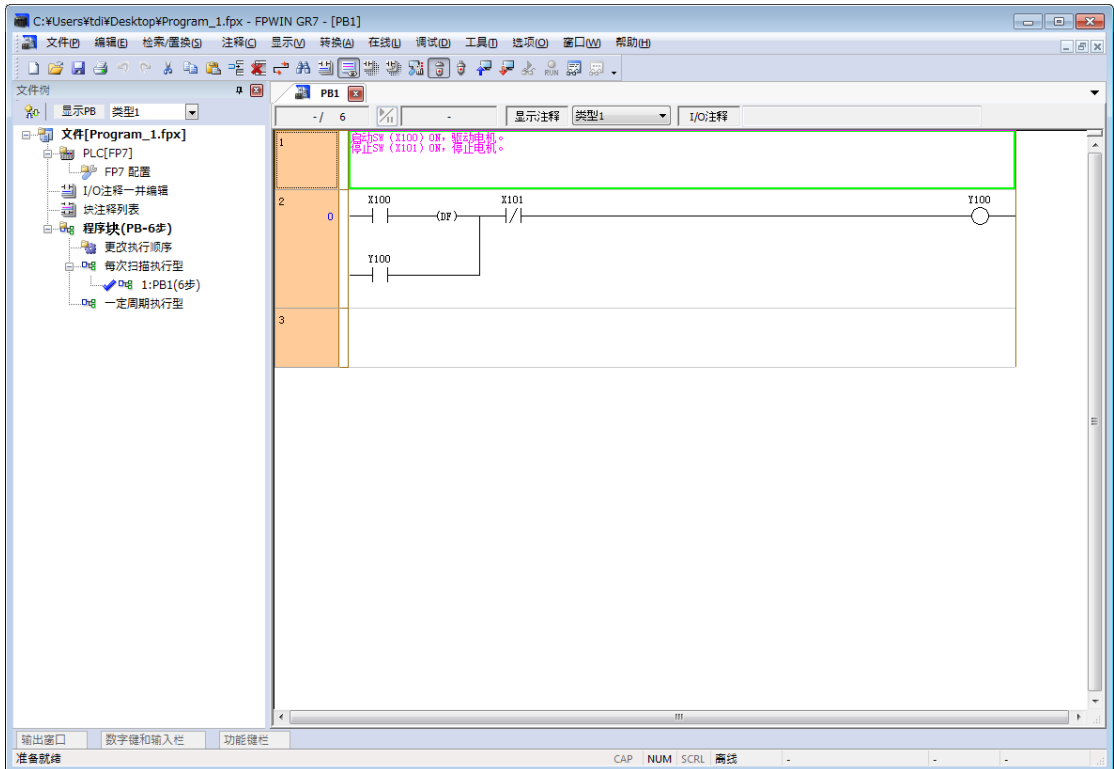 C:¥Users¥tdi¥Desktop¥Program_1.fpx - FPWIN GR7 - [PB1]
文件(F) 编辑(E) 检索/置换(S) 注释(C) 显示(V) 转换(A) 在线(L) 调试(D) 工具(T) 选项(O) 窗口(W) 帮助(H)
RUN
文件树
PB1
显示PB 类型1
-/ 6 - 显示注释 类型1 I/O注释
文件[Program_1.fpx]
PLC[FP7]
FP7 配置
I/O注释一并编辑
块注释列表
程序块(PB-6步)
更改执行顺序
每次扫描执行型
1:PB1(6步)
一定周期执行型
1
启动SW（X100）ON，驱动电机。
停止SW（X101）ON，停止电机。
2 X100 X101 Y100
0 (DF)
Y100
3
输出窗口 数字键和输入栏 功能键栏
准备就绪 CAP NUM SCRL 离线 - - -